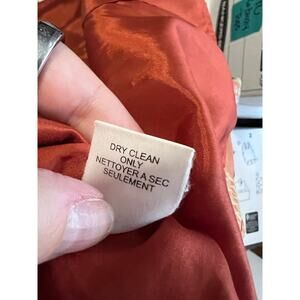 DRY CLEAN
ONLY
NETTOYER A SEC
SEULEMENT